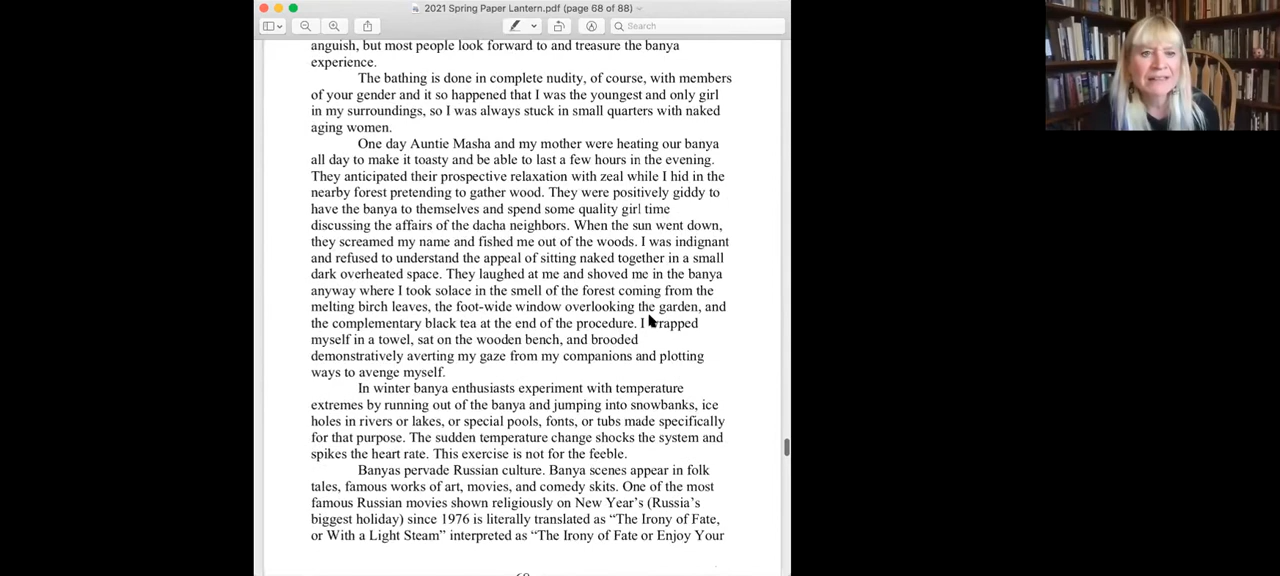 2021 Spring Paper Lantern.pdf (page 68 of 88)
Search
anguish, but most people look forward to and treasure the banya
experience.
The bathing is done in complete nudity, of course, with members
of your gender and it so happened that I was the youngest and only girl
in my surroundings, so I was always stuck in small quarters with naked
aging women.
One day Auntie Masha and my mother were heating our banya
all day to make it toasty and be able to last a few hours in the evening.
They anticipated their prospective relaxation with zeal while I hid in the
nearby forest pretending to gather wood. They were positively giddy to
have the banya to themselves and spend some quality girl time
discussing the affairs of the dacha neighbors. When the sun went down,
they screamed my name and fished me out of the woods. I was indignant
and refused to understand the appeal of sitting naked together in a small
dark overheated space. They laughed at me and shoved me in the banya
anyway where I took solace in the smell of the forest coming from the
melting birch leaves, the foot-wide window overlooking the garden, and
the complementary black tea at the end of the procedure. I wrapped
myself in a towel, sat on the wooden bench, and brooded
demonstratively averting my gaze from my companions and plotting
ways to avenge myself.
In winter banya enthusiasts experiment with temperature
extremes by running out of the banya and jumping into snowbanks, ice
holes in rivers or lakes, or special pools, fonts, or tubs made specifically
for that purpose. The sudden temperature change shocks the system and
spikes the heart rate. This exercise is not for the feeble.
Banyas pervade Russian culture. Banya scenes appear in folk
tales, famous works of art, movies, and comedy skits. One of the most
famous Russian movies shown religiously on New Year's (Russia's
biggest holiday) since 1976 is literally translated as “The Irony of Fate,
or With a Light Steam” interpreted as “The Irony of Fate or Enjoy Your